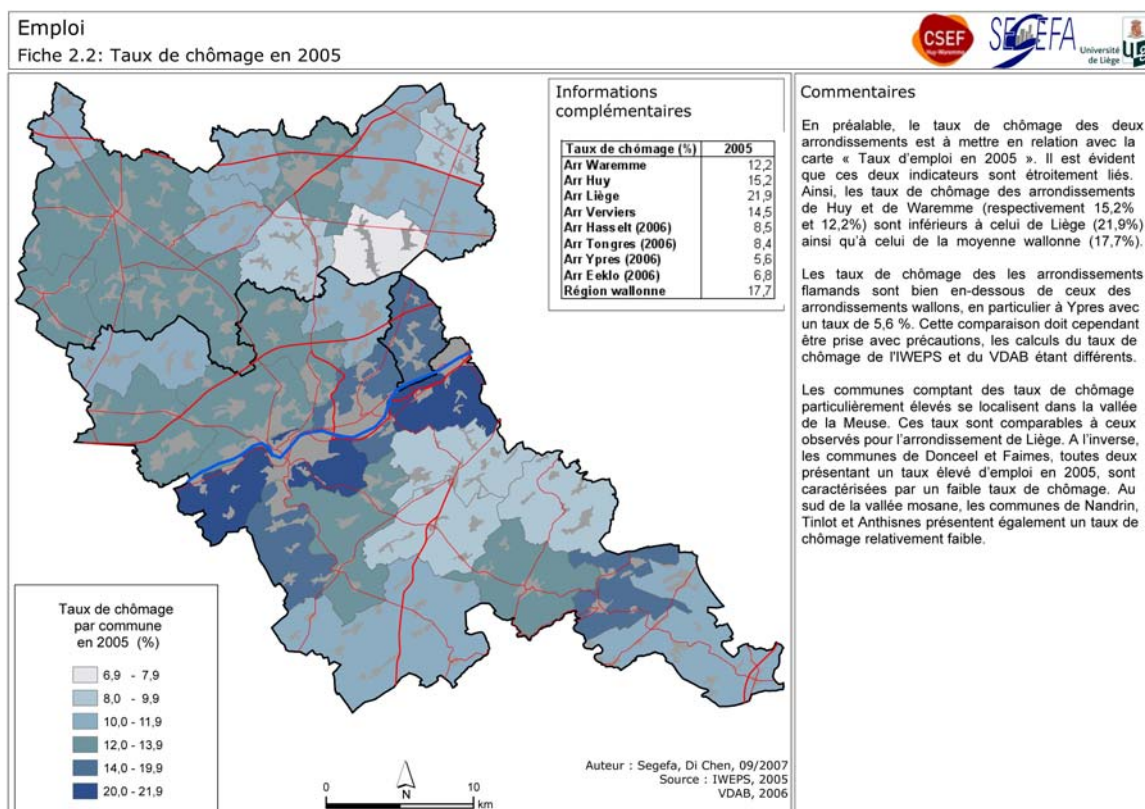 Emploi
Fiche 2.2: Taux de chômage en 2005
CSEF
Huy-Waremme
SEGEFA
Université
de Liège
Informations
complémentaires
Taux de chômage (%) 2005
Arr Waremme 12,2
Arr Huy 15,2
Arr Liège 21,9
Arr Verviers 14,5
Arr Hasselt (2006) 8,5
Arr Tongres (2006) 8,4
Arr Ypres (2006) 5,6
Arr Eeklo (2006) 6,8
Région wallonne 17,7
Commentaires
En préalable, le taux de chômage des deux
arrondissements est à mettre en relation avec la
carte « Taux d'emploi en 2005 ». Il est évident
que ces deux indicateurs sont étroitement liés.
Ainsi, les taux de chômage des arrondissements
de Huy et de Waremme (respectivement 15,2%
et 12,2%) sont inférieurs à celui de Liège (21,9%)
ainsi qu'à celui de la moyenne wallonne (17,7%).
Les taux de chômage des les arrondissements
flamands sont bien en-dessous de ceux des
arrondissements wallons, en particulier à Ypres avec
un taux de 5,6 %. Cette comparaison doit cependant
être prise avec précautions, les calculs du taux de
chômage de l'IWEPS et du VDAB étant différents.
Les communes comptant des taux de chômage
particulièrement élevés se localisent dans la vallée
de la Meuse. Ces taux sont comparables à ceux
observés pour l'arrondissement de Liège. A l'inverse,
les communes de Donceel et Faimes, toutes deux
présentant un taux élevé d'emploi en 2005, sont
caractérisées par un faible taux de chômage. Au
sud de la vallée mosane, les communes de Nandrin,
Tinlot et Anthisnes présentent également un taux de
chômage relativement faible.
Taux de chômage
par commune
en 2005 (%)
6,9 - 7,9
8,0 - 9,9
10,0 - 11,9
12,0 - 13,9
14,0 - 19,9
20,0 - 21,9
0 N 10
km
Auteur : Segefa, Di Chen, 09/2007
Source : IWEPS, 2005
VDAB, 2006